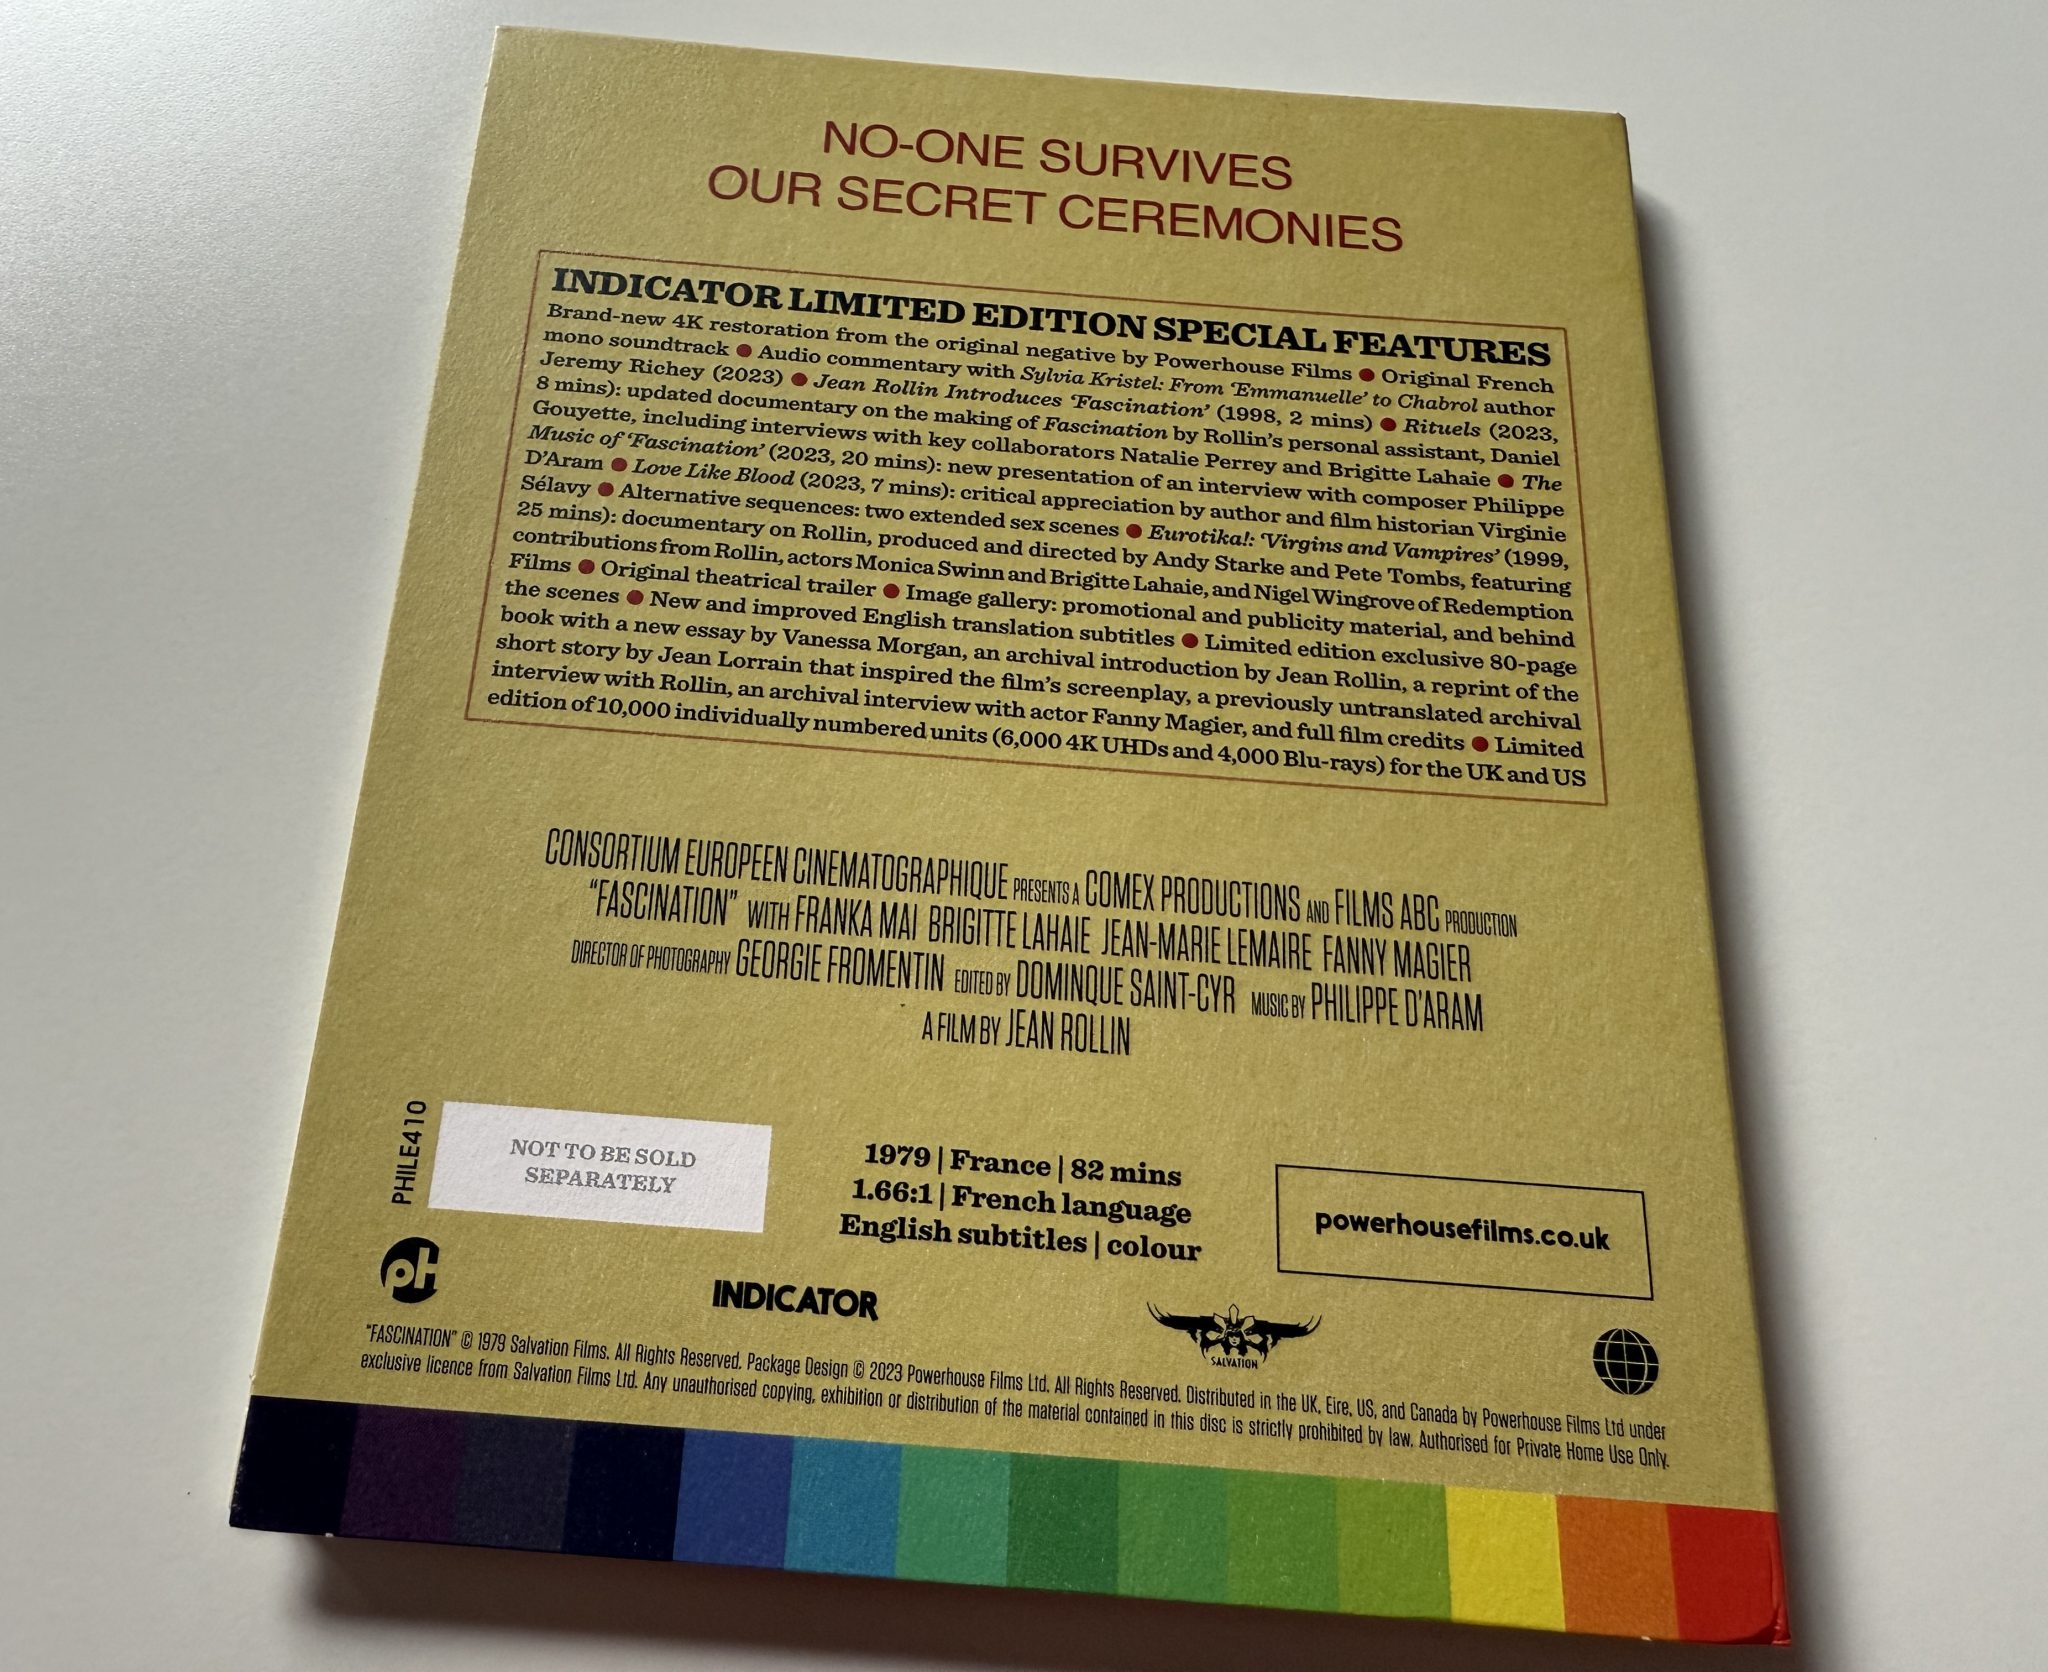 NO-ONE SURVIVES
OUR SECRET CEREMONIES
INDICATOR LIMITED EDITION SPECIAL FEATURES
Brand-new 4K restoration from the original negative by Powerhouse Films ● Original French
mono soundtrack ● Audio commentary with Sylvia Kristel: From ‘Emmanuelle’ to Chabrol author
Jeremy Richey (2023) ● Jean Rollin Introduces ‘Fascination’ (1998, 2 mins) ● Rituels (2023,
8 mins): updated documentary on the making of Fascination by Rollin’s personal assistant, Daniel
Gouyette, including interviews with key collaborators Natalie Perrey and Brigitte Lahaie ● The
Music of ‘Fascination’ (2023, 20 mins): new presentation of an interview with composer Philippe
D’Aram ● Love Like Blood (2023, 7 mins): critical appreciation by author and film historian Virginie
Sélavy ● Alternative sequences: two extended sex scenes ● Eurotika!: ‘Virgins and Vampires’ (1999,
25 mins): documentary on Rollin, produced and directed by Andy Starke and Pete Tombs, featuring
contributions from Rollin, actors Monica Swinn and Brigitte Lahaie, and Nigel Wingrove of Redemption
Films ● Original theatrical trailer ● Image gallery: promotional and publicity material, and behind
the scenes ● New and improved English translation subtitles ● Limited edition exclusive 80-page
book with a new essay by Vanessa Morgan, an archival introduction by Jean Rollin, a reprint of the
short story by Jean Lorrain that inspired the film’s screenplay, a previously untranslated archival
interview with Rollin, an archival interview with actor Fanny Magier, and full film credits ● Limited
edition of 10,000 individually numbered units (6,000 4K UHDs and 4,000 Blu-rays) for the UK and US
CONSORTIUM EUROPEEN CINEMATOGRAPHIQUE PRESENTS A COMEX PRODUCTIONS AND FILMS ABC PRODUCTION
“FASCINATION” WITH FRANKA MAI BRIGITTE LAHAIE JEAN-MARIE LEMAIRE FANNY MAGIER
DIRECTOR OF PHOTOGRAPHY GEORGIE FROMENTIN EDITED BY DOMINQUE SAINT-CYR MUSIC BY PHILIPPE D’ARAM
A FILM BY JEAN ROLLIN
PHILE410
NOT TO BE SOLD
SEPARATELY
1979 | France | 82 mins
1.66:1 | French language
English subtitles | colour
powerhousefilms.co.uk
pH
INDICATOR
SALVATION
“FASCINATION” © 1979 Salvation Films. All Rights Reserved. Package Design © 2023 Powerhouse Films Ltd. All Rights Reserved. Distributed in the UK, Eire, US, and Canada by Powerhouse Films Ltd under
exclusive licence from Salvation Films Ltd. Any unauthorised copying, exhibition or distribution of the material contained in this disc is strictly prohibited by law. Authorised for Private Home Use Only.